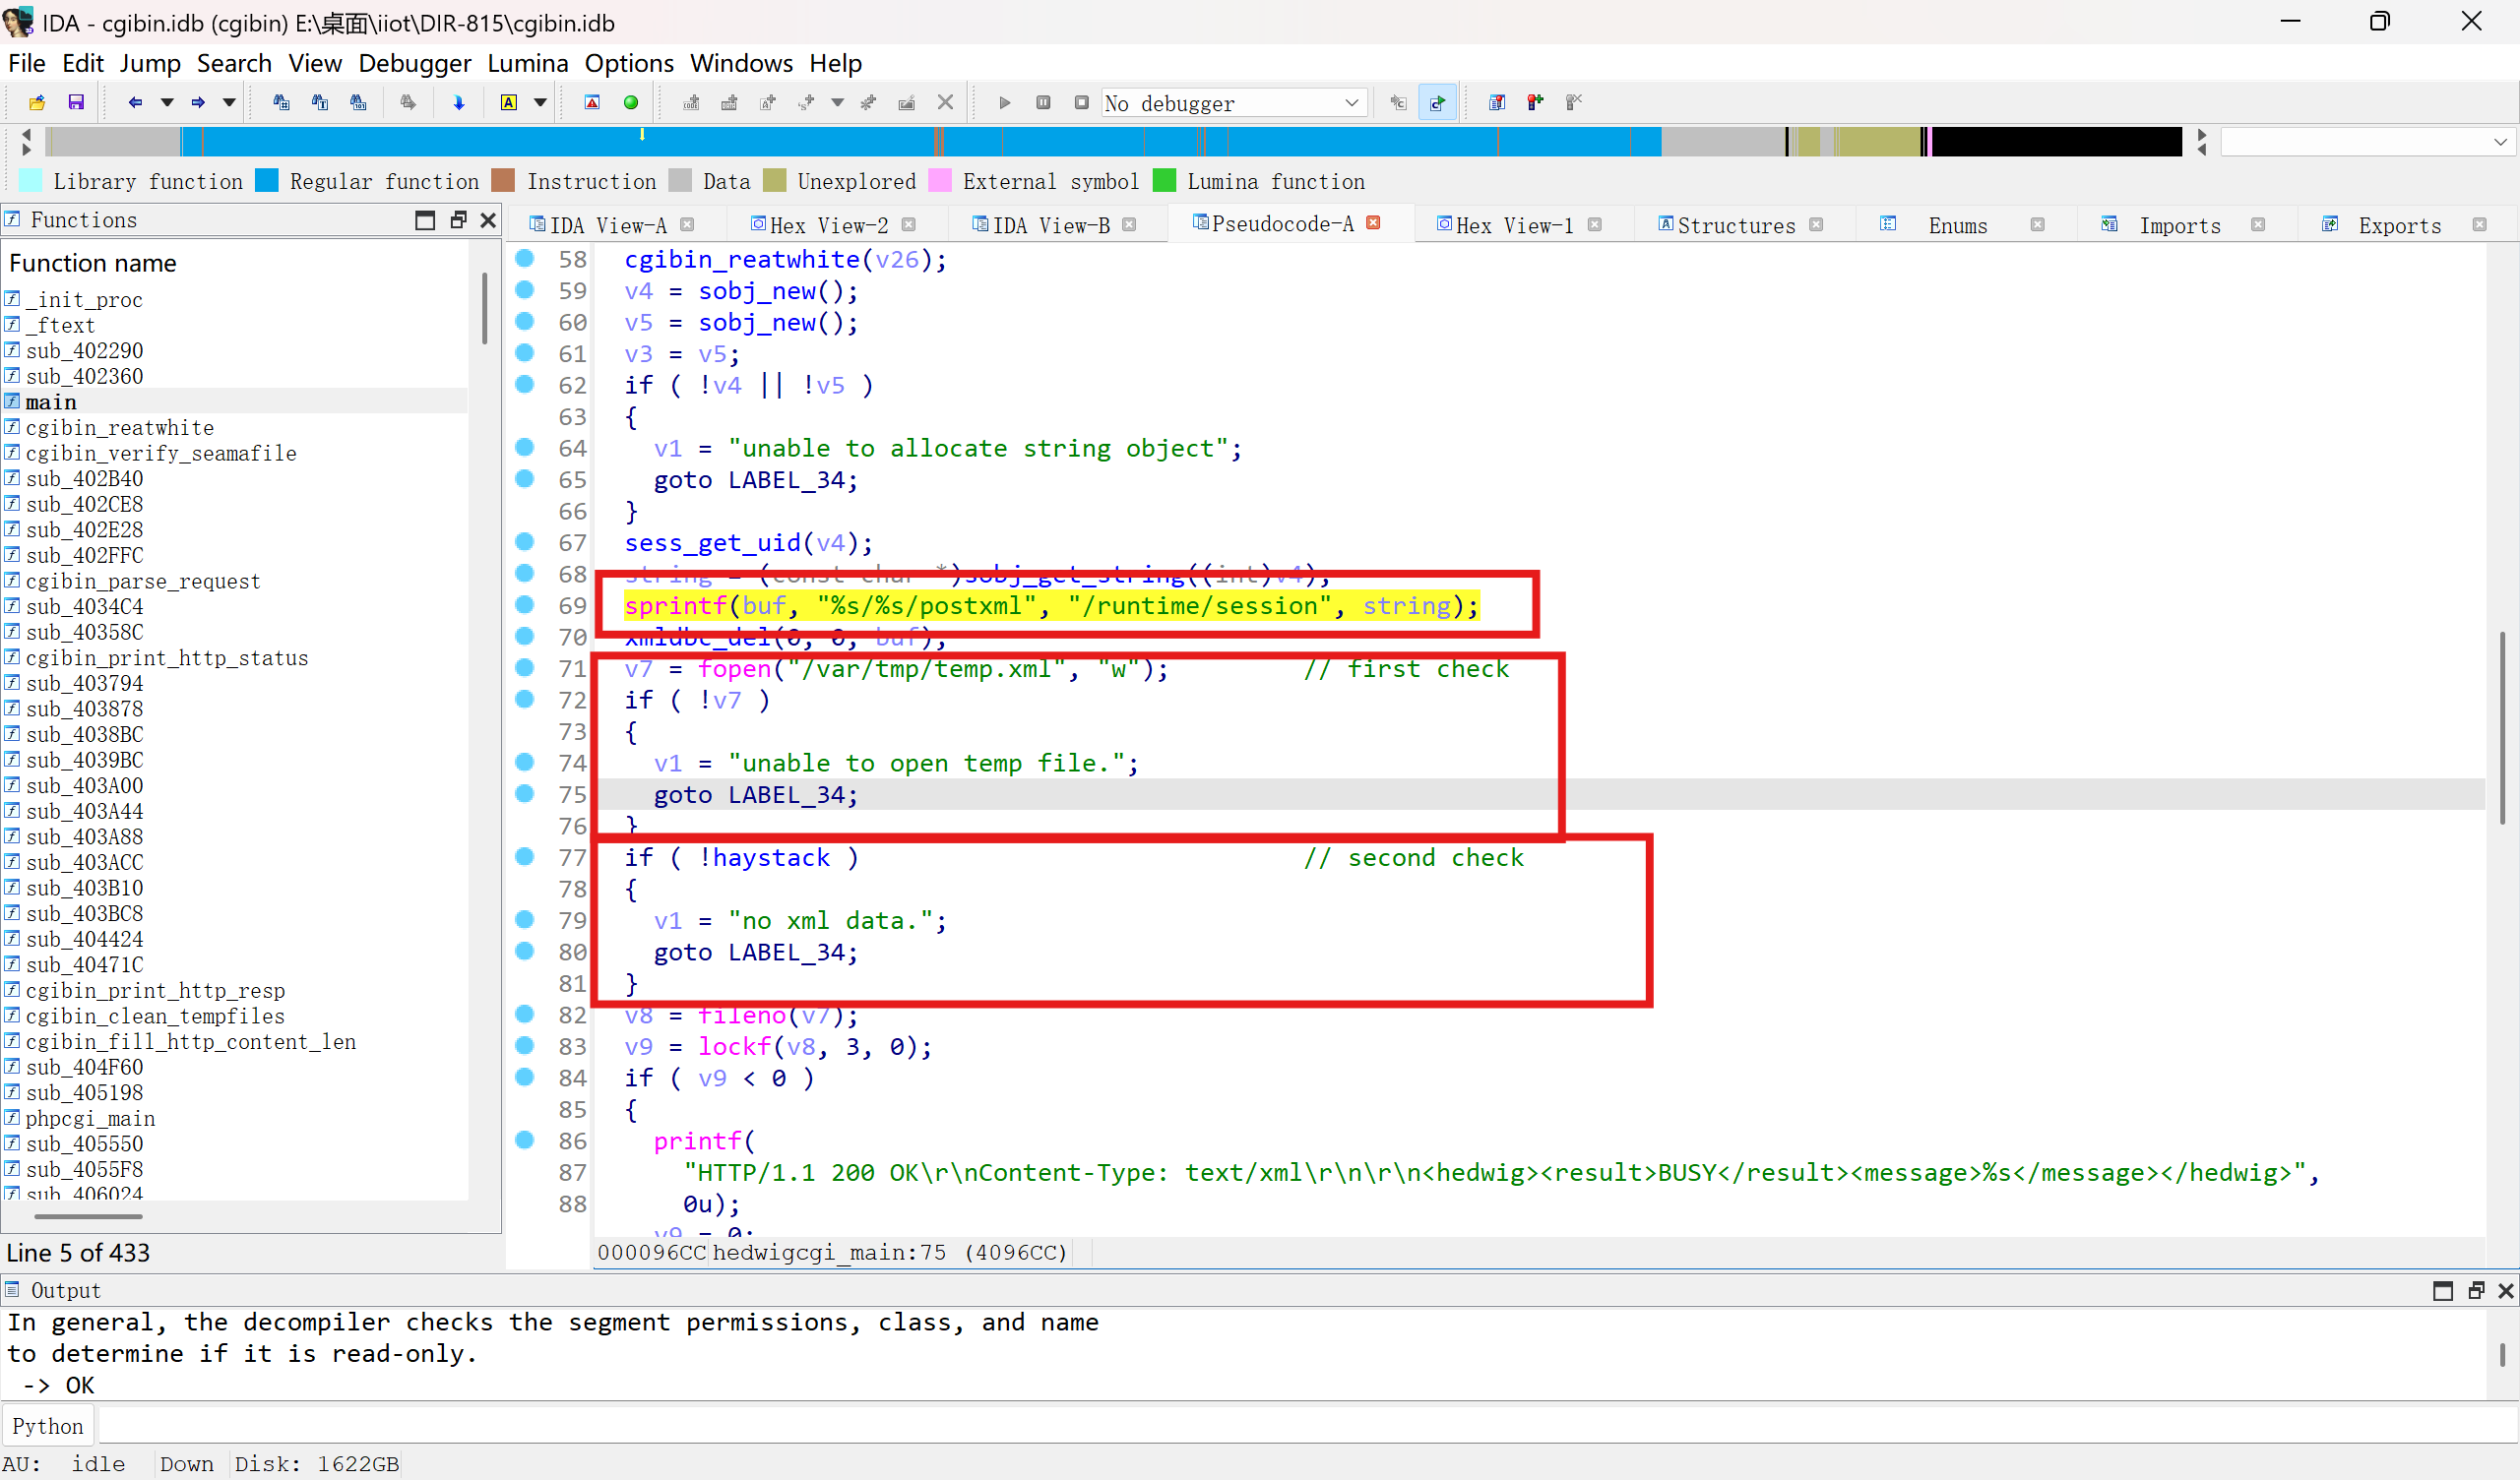 IDA - cgibin.idb (cgibin) E:\桌面\iiot\DIR-815\cgibin.idb
File Edit Jump Search View Debugger Lumina Options Windows Help
No debugger
Library function Regular function Instruction Data Unexplored External symbol Lumina function
Functions
IDA View-A Hex View-2 IDA View-B Pseudocode-A Hex View-1 Structures Enums Imports Exports
Function name
_init_proc
_ftext
sub_402290
sub_402360
main
cgibin_reatwhite
cgibin_verify_seamafile
sub_402B40
sub_402CE8
sub_402E28
sub_402FFC
cgibin_parse_request
sub_4034C4
sub_40358C
cgibin_print_http_status
sub_403794
sub_403878
sub_4038BC
sub_4039BC
sub_403A00
sub_403A44
sub_403A88
sub_403ACC
sub_403B10
sub_403BC8
sub_404424
sub_40471C
cgibin_print_http_resp
cgibin_clean_tempfiles
cgibin_fill_http_content_len
sub_404F60
sub_405198
phpcgi_main
sub_405550
sub_4055F8
sub_406024
Line 5 of 433
58 cgibin_reatwhite(v26);
59 v4 = sobj_new();
60 v5 = sobj_new();
61 v3 = v5;
62 if ( !v4 || !v5 )
63 {
64 v1 = "unable to allocate string object";
65 goto LABEL_34;
66 }
67 sess_get_uid(v4);
68 string = (const char *)sobj_get_string((int)v4);
69 sprintf(buf, "%s/%s/postxml", "/runtime/session", string);
70 xmldbc_del(0, 0, buf);
71 v7 = fopen("/var/tmp/temp.xml", "w"); // first check
72 if ( !v7 )
73 {
74 v1 = "unable to open temp file.";
75 goto LABEL_34;
76 }
77 if ( !haystack ) // second check
78 {
79 v1 = "no xml data.";
80 goto LABEL_34;
81 }
82 v8 = fileno(v7);
83 v9 = lockf(v8, 3, 0);
84 if ( v9 < 0 )
85 {
86 printf(
87 "HTTP/1.1 200 OK\r\nContent-Type: text/xml\r\n\r\n<hedwig><result>BUSY</result><message>%s</message></hedwig>",
88 0u);
v9 = 0;
000096CC hedwigcgi_main:75 (4096CC)
Output
In general, the decompiler checks the segment permissions, class, and name
to determine if it is read-only.
-> OK
Python
AU: idle Down Disk: 1622GB